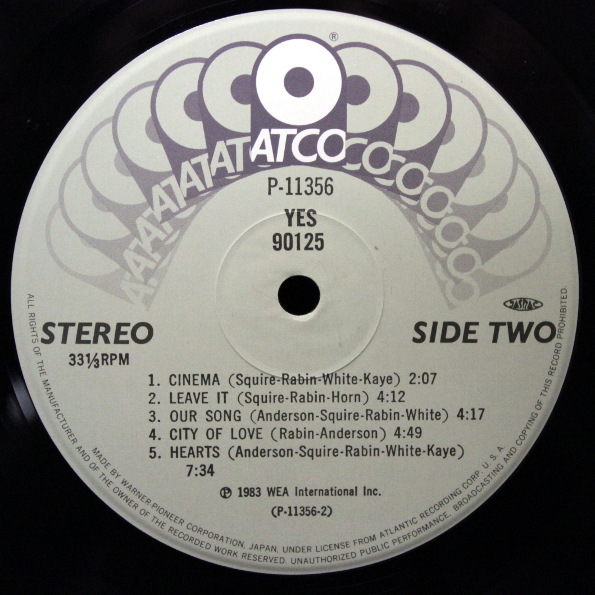 ATCO
®
P-11356
YES
90125
STEREO
SIDE TWO
JASRAC
33⅓RPM
1. CINEMA (Squire-Rabin-White-Kaye) 2:07
2. LEAVE IT (Squire-Rabin-Horn) 4:12
3. OUR SONG (Anderson-Squire-Rabin-White) 4:17
4. CITY OF LOVE (Rabin-Anderson) 4:49
5. HEARTS (Anderson-Squire-Rabin-White-Kaye)
7:34
℗ 1983 WEA International Inc.
(P-11356-2)
MADE BY WARNER-PIONEER CORPORATION, JAPAN, UNDER LICENSE FROM ATLANTIC RECORDING CORP. U. S. A.
ALL RIGHTS OF THE MANUFACTURER AND OF THE OWNER OF THE RECORDED WORK RESERVED. UNAUTHORIZED PUBLIC PERFORMANCE, BROADCASTING AND COPYING OF THIS RECORD PROHIBITED.